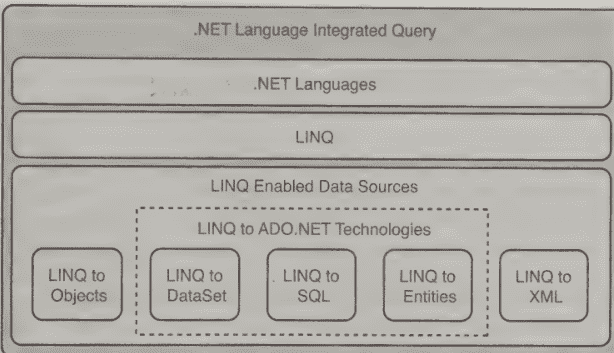 .NET Language Integrated Query
.NET Languages
LINQ
LINQ Enabled Data Sources
LINQ to ADO.NET Technologies
LINQ to
Objects
LINQ to
DataSet
LINQ to
SQL
LINQ to
Entities
LINQ to
XML